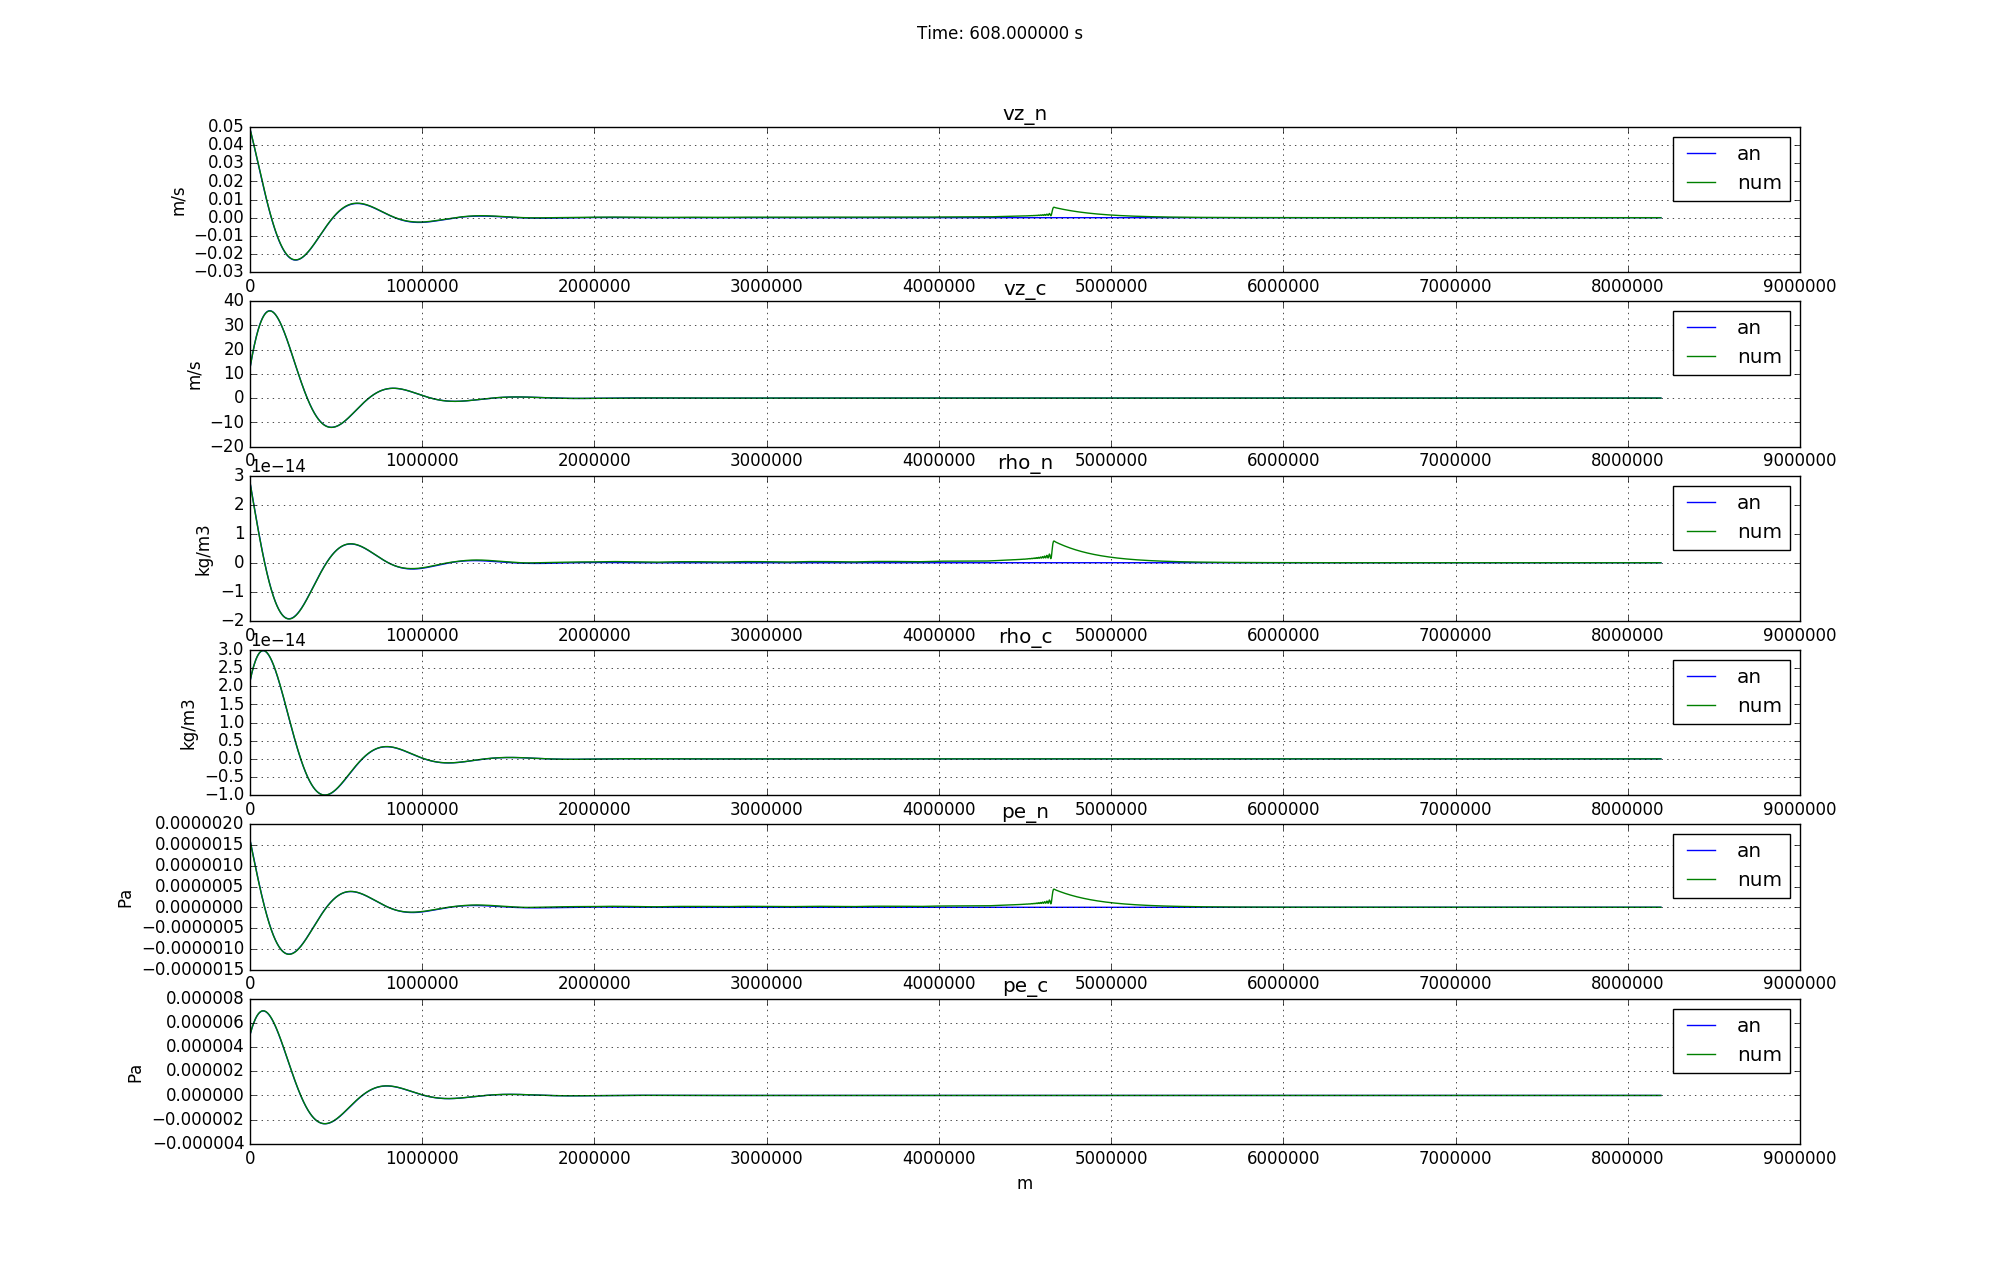 Time: 608.000000 s
vz_n
0.05
0.04
0.03
0.02
0.01
0.00
−0.01
−0.02
−0.03
m/s
an
num
0 1000000 2000000 3000000 4000000 5000000 6000000 7000000 8000000 9000000
vz_c
40
30
20
10
0
−10
−20
m/s
an
num
0 1000000 2000000 3000000 4000000 5000000 6000000 7000000 8000000 9000000
1e−14
rho_n
3
2
1
0
−1
−2
kg/m3
an
num
0 1000000 2000000 3000000 4000000 5000000 6000000 7000000 8000000 9000000
1e−14
rho_c
3.0
2.5
2.0
1.5
1.0
0.5
0.0
−0.5
−1.0
kg/m3
an
num
0 1000000 2000000 3000000 4000000 5000000 6000000 7000000 8000000 9000000
pe_n
0.0000020
0.0000015
0.0000010
0.0000005
0.0000000
−0.0000005
−0.0000010
−0.0000015
Pa
an
num
0 1000000 2000000 3000000 4000000 5000000 6000000 7000000 8000000 9000000
pe_c
0.000008
0.000006
0.000004
0.000002
0.000000
−0.000002
−0.000004
Pa
an
num
0 1000000 2000000 3000000 4000000 5000000 6000000 7000000 8000000 9000000
m